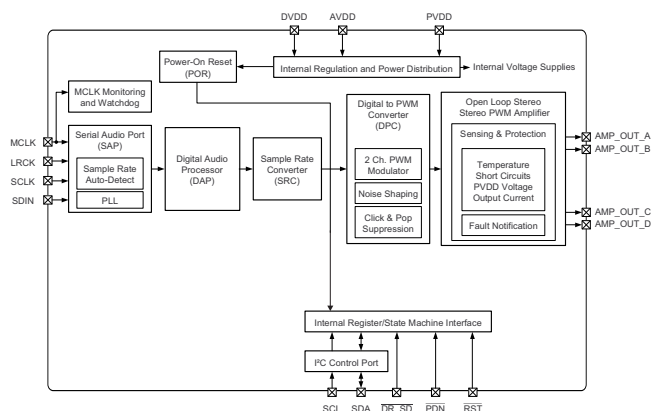 DVDD AVDD PVDD
Power-On Reset
(POR)
Internal Regulation and Power Distribution
Internal Voltage Supplies
MCLK Monitoring
and Watchdog
MCLK
LRCK
SCLK
SDIN
Serial Audio Port
(SAP)
Sample Rate
Auto-Detect
PLL
Digital Audio
Processor
(DAP)
Sample Rate
Converter
(SRC)
Digital to PWM
Converter
(DPC)
2 Ch. PWM
Modulator
Noise Shaping
Click & Pop
Suppression
Open Loop Stereo
Stereo PWM Amplifier
Sensing & Protection
Temperature
Short Circuits
PVDD Voltage
Output Current
Fault Notification
AMP_OUT_A
AMP_OUT_B
AMP_OUT_C
AMP_OUT_D
Internal Register/State Machine Interface
I²C Control Port
SCL SDA DR_SD PDN RST